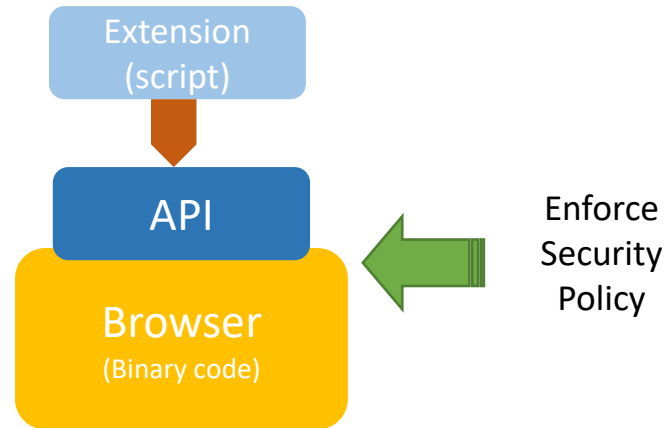 Extension
(script)
API
Browser
(Binary code)
Enforce
Security
Policy